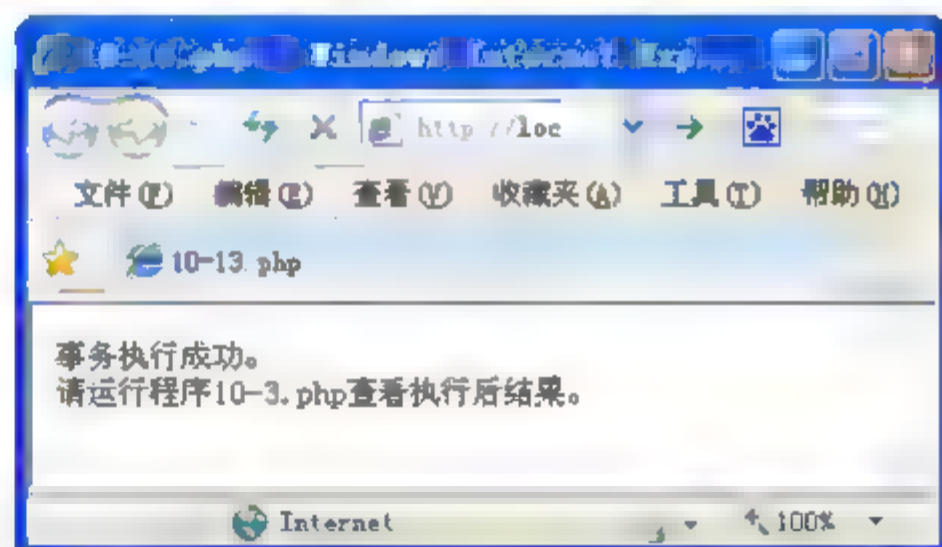 http://loc
文件(F) 编辑(E) 查看(V) 收藏夹(A) 工具(T) 帮助(H)
10-13.php
事务执行成功。
请运行程序10-3.php查看执行后结果。
Internet 100%